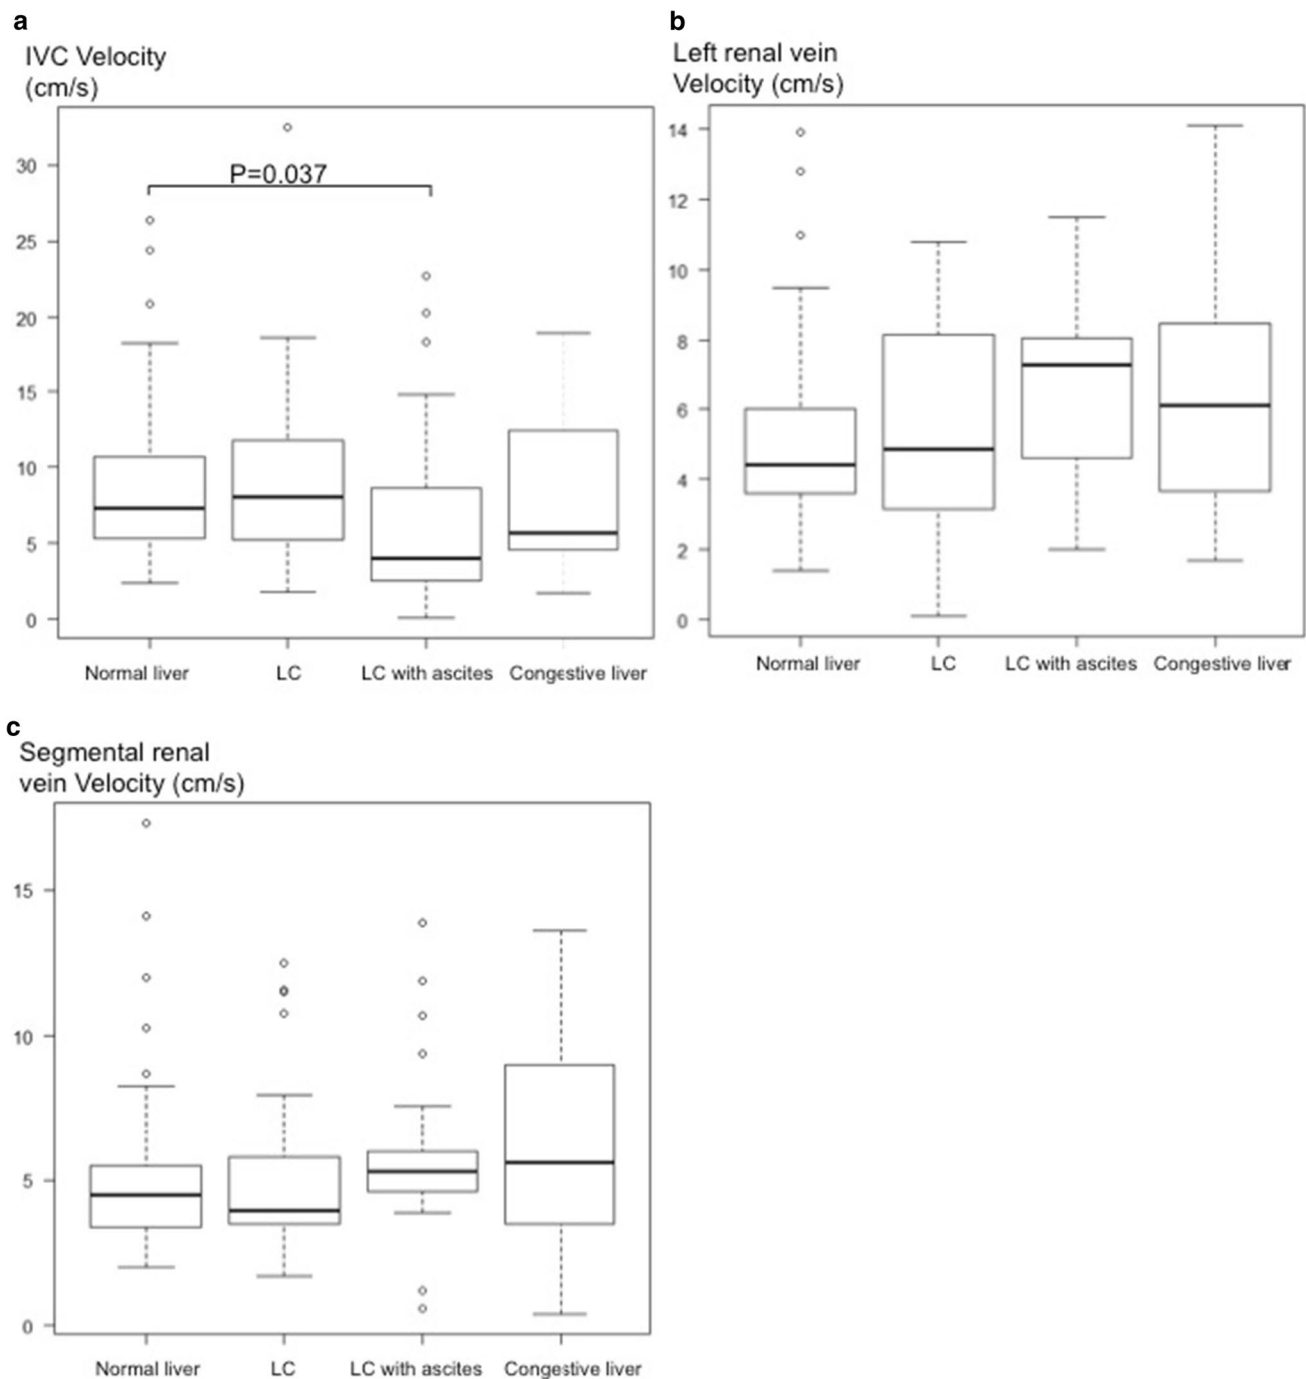 a
IVC Velocity
(cm/s)
30
25
20
15
10
5
0
P=0.037
Normal liver LC LC with ascites Congestive liver
b
Left renal vein
Velocity (cm/s)
14
12
10
8
6
4
2
0
Normal liver LC LC with ascites Congestive liver
c
Segmental renal
vein Velocity (cm/s)
15
10
5
0
Normal liver LC LC with ascites Congestive liver